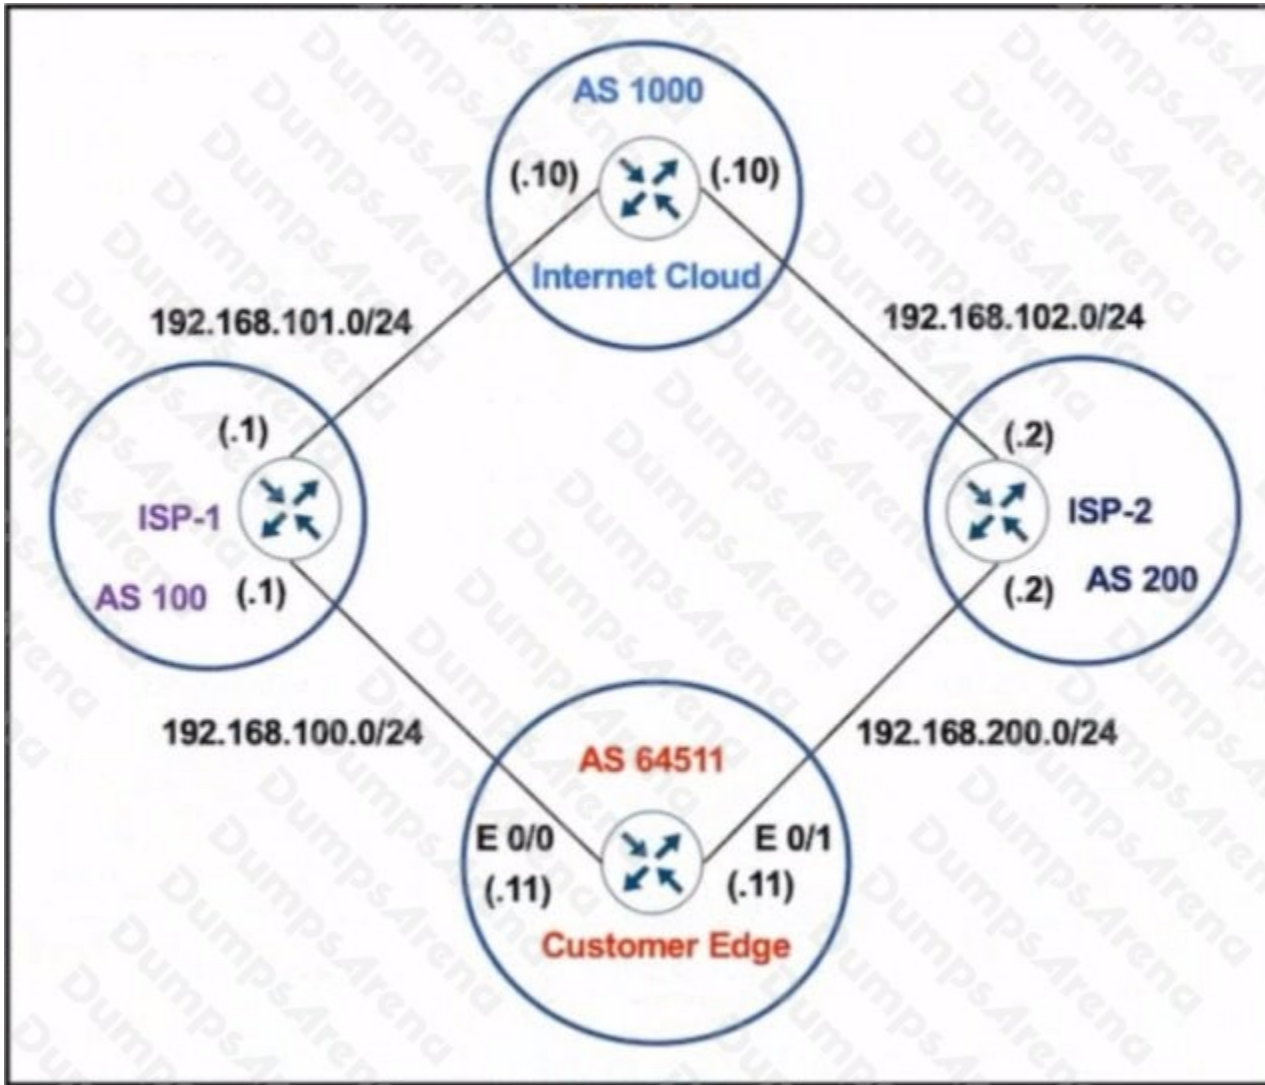 AS 1000
(.10) (.10)
Internet Cloud
192.168.101.0/24
192.168.102.0/24
(.1)
ISP-1
AS 100 (.1)
(.2)
ISP-2
(.2) AS 200
192.168.100.0/24
192.168.200.0/24
AS 64511
E 0/0 E 0/1
(.11) (.11)
Customer Edge
DumpsArena